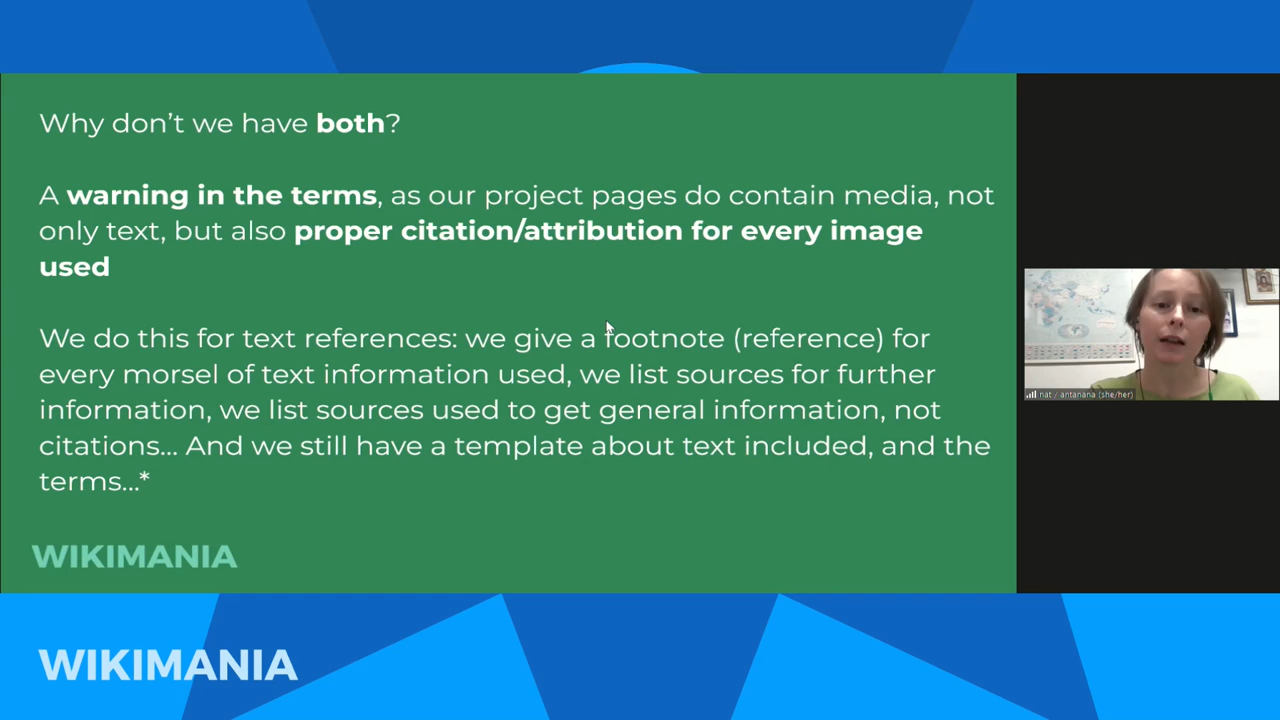 Why don't we have both?
A warning in the terms, as our project pages do contain media, not
only text, but also proper citation/attribution for every image
used
We do this for text references: we give a footnote (reference) for
every morsel of text information used, we list sources for further
information, we list sources used to get general information, not
citations... And we still have a template about text included, and the
terms...*
WIKIMANIA
nat / antanana (she/her)
WIKIMANIA